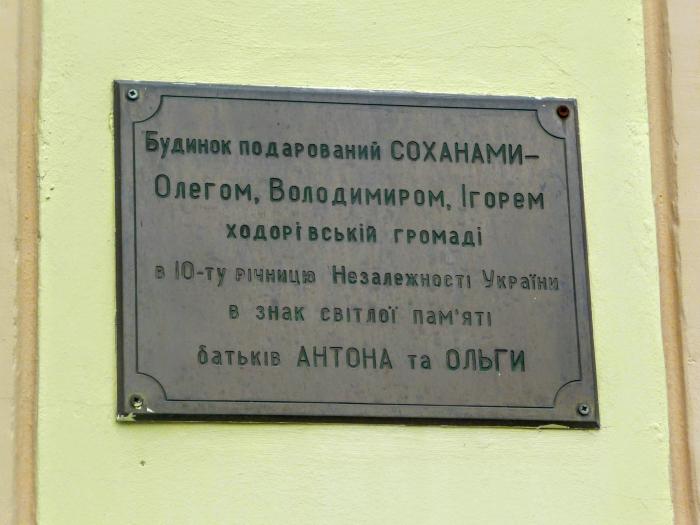 Будинок подарований СОХАНАМИ–
Олегом, Володимиром, Ігорем
ходорівській громаді
в 10-ту річницю Незалежності України
в знак світлої пам'яті
батьків АНТОНА та ОЛЬГИ